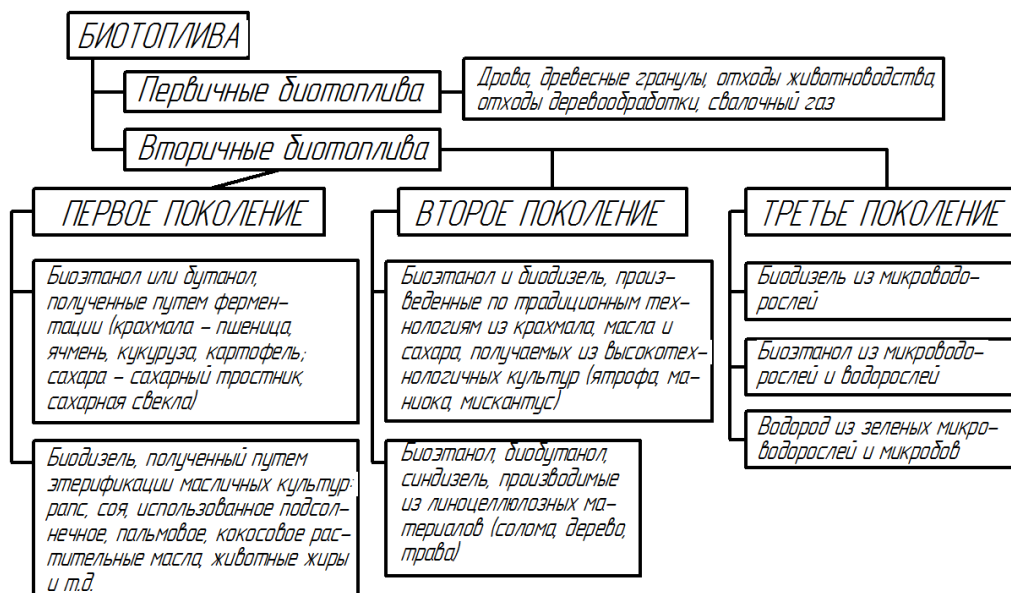 БИОТОПЛИВА
Первичные биотоплива
Дрова, древесные гранулы, отходы животноводства,
отходы деревообработки, свалочный газ
Вторичные биотоплива
ПЕРВОЕ ПОКОЛЕНИЕ
Биоэтанол или бутанол,
полученные путем фермен-
тации (крахмала – пшеница,
ячмень, кукуруза, картофель;
сахара – сахарный тростник,
сахарная свекла)
Биодизель, полученный путем
этерификации масличных культур:
рапс, соя, использованное подсол-
нечное, пальмовое, кокосовое рас-
тительные масла, животные жиры
и т.д.
ВТОРОЕ ПОКОЛЕНИЕ
Биоэтанол и биодизель, произ-
веденные по традиционным тех-
нологиям из крахмала, масла и
сахара, получаемых из высокотех-
нологичных культур (ятрофа, ма-
ниока, мискантус)
Биоэтанол, биобутанол,
синдизель, производимые
из линоцеллюлозных ма-
териалов (солома, дерево,
трава)
ТРЕТЬЕ ПОКОЛЕНИЕ
Биодизель из микроводо-
рослей
Биоэтанол из микроводо-
рослей и водорослей
Водород из зеленых микро-
водорослей и микробов